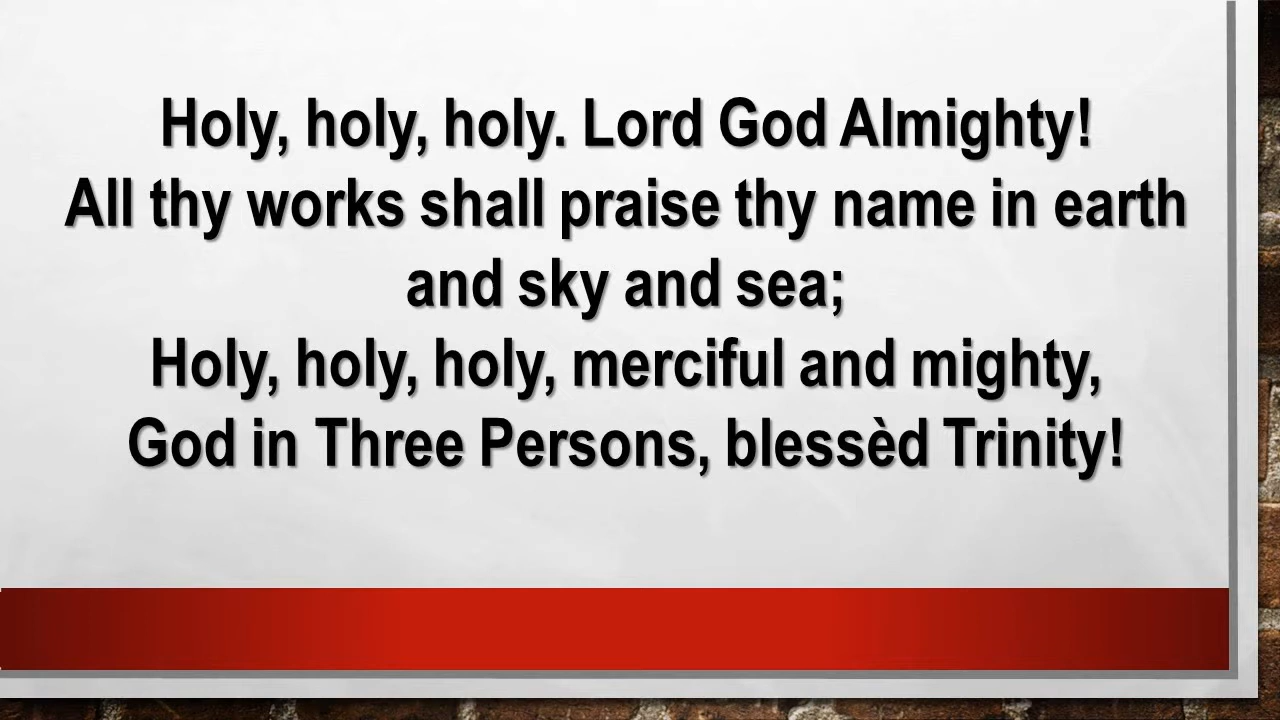 Holy, holy, holy. Lord God Almighty!
All thy works shall praise thy name in earth
and sky and sea;
Holy, holy, holy, merciful and mighty,
God in Three Persons, blessèd Trinity!